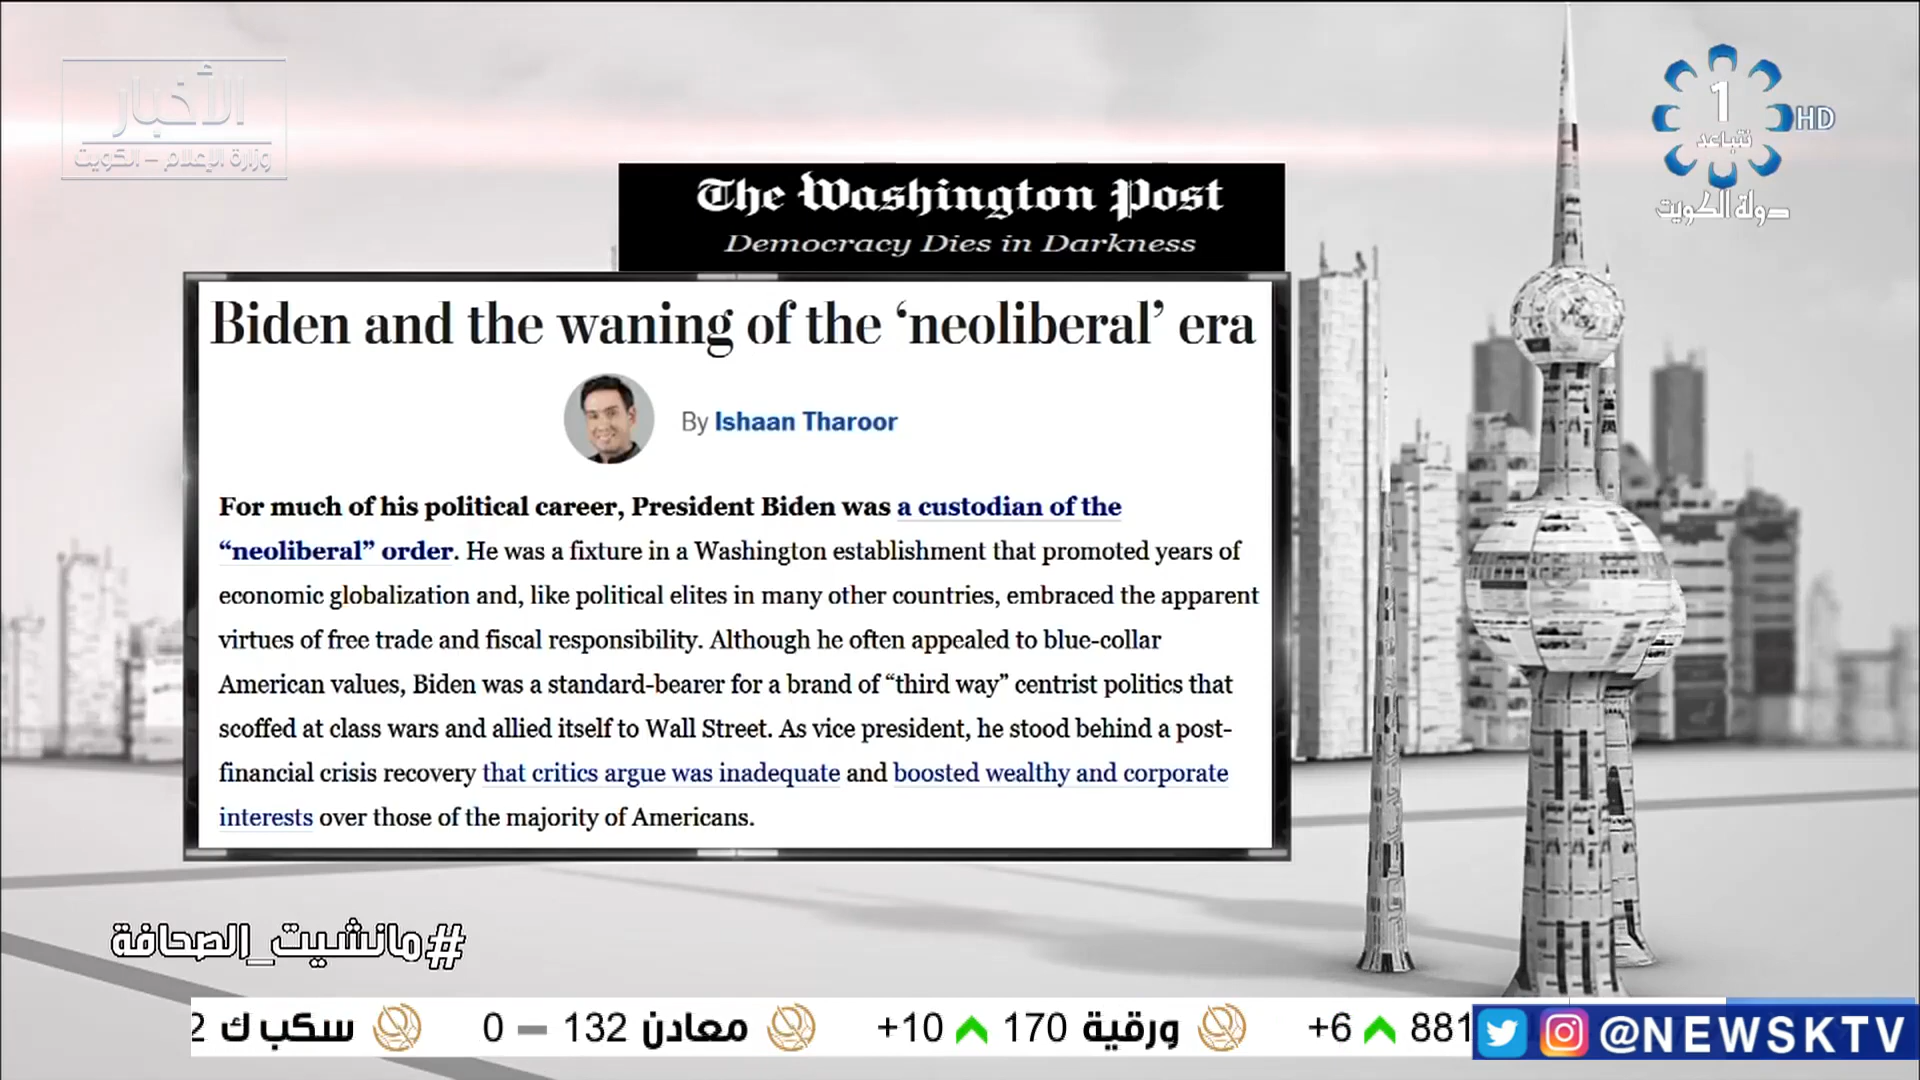 الأخبار
وزارة الإعلام – الكويت
1
نتباعد
HD
دولة الكويت
The Washington Post
Democracy Dies in Darkness
Biden and the waning of the ‘neoliberal’ era
By Ishaan Tharoor
For much of his political career, President Biden was a custodian of the
“neoliberal” order. He was a fixture in a Washington establishment that promoted years of
economic globalization and, like political elites in many other countries, embraced the apparent
virtues of free trade and fiscal responsibility. Although he often appealed to blue-collar
American values, Biden was a standard-bearer for a brand of “third way” centrist politics that
scoffed at class wars and allied itself to Wall Street. As vice president, he stood behind a post-
financial crisis recovery that critics argue was inadequate and boosted wealthy and corporate
interests over those of the majority of Americans.
#مانشيت_الصحافة
881 +6 ورقية 170 +10 معادن 132 – 0 سكب ك 2
@NEWSKTV